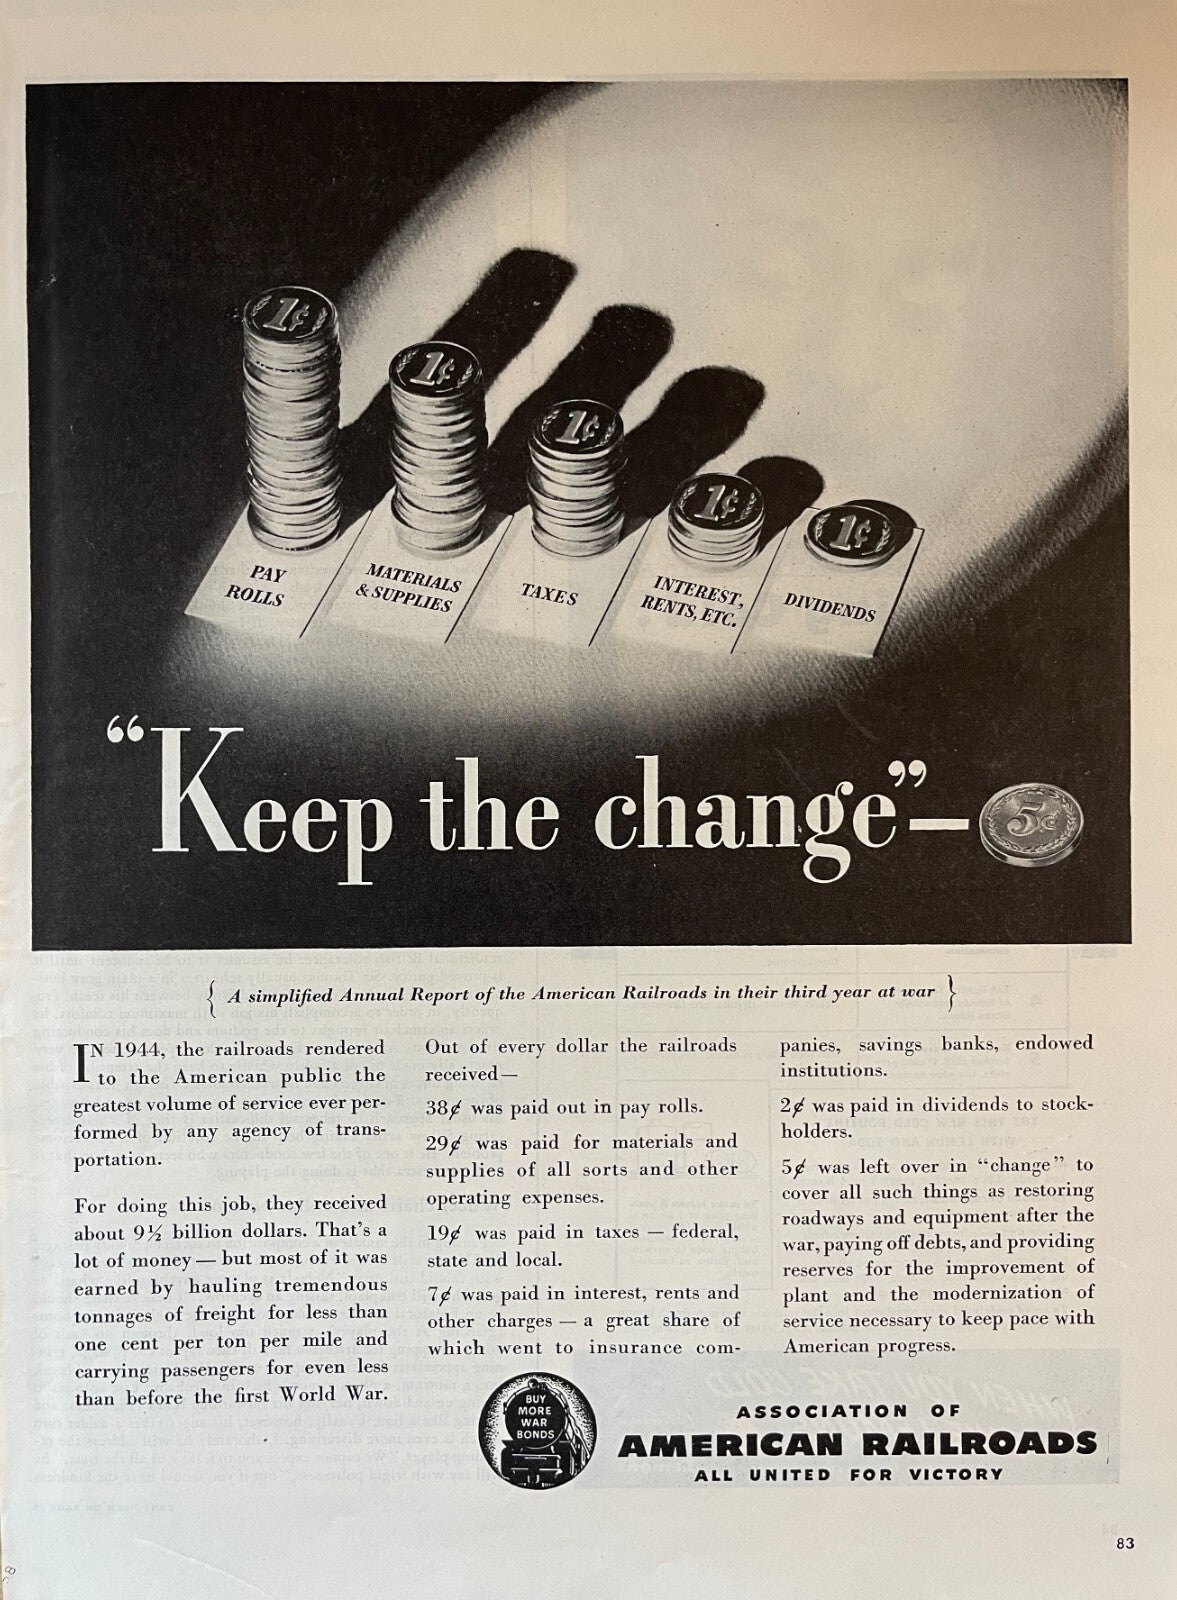 1¢
1¢
1¢
1¢
1¢
PAY
ROLLS
MATERIALS
& SUPPLIES
TAXES
INTEREST,
RENTS, ETC.
DIVIDENDS
“Keep the change”—
5¢
{ A simplified Annual Report of the American Railroads in their third year at war }
IN 1944, the railroads rendered
to the American public the
greatest volume of service ever per-
formed by any agency of trans-
portation.
For doing this job, they received
about 9½ billion dollars. That’s a
lot of money — but most of it was
earned by hauling tremendous
tonnages of freight for less than
one cent per ton per mile and
carrying passengers for even less
than before the first World War.
Out of every dollar the railroads
received—
38¢ was paid out in pay rolls.
29¢ was paid for materials and
supplies of all sorts and other
operating expenses.
19¢ was paid in taxes — federal,
state and local.
7¢ was paid in interest, rents and
other charges — a great share of
which went to insurance com-
panies, savings banks, endowed
institutions.
2¢ was paid in dividends to stock-
holders.
5¢ was left over in “change” to
cover all such things as restoring
roadways and equipment after the
war, paying off debts, and providing
reserves for the improvement of
plant and the modernization of
service necessary to keep pace with
American progress.
BUY
MORE
WAR
BONDS
ASSOCIATION OF
AMERICAN RAILROADS
ALL UNITED FOR VICTORY
83